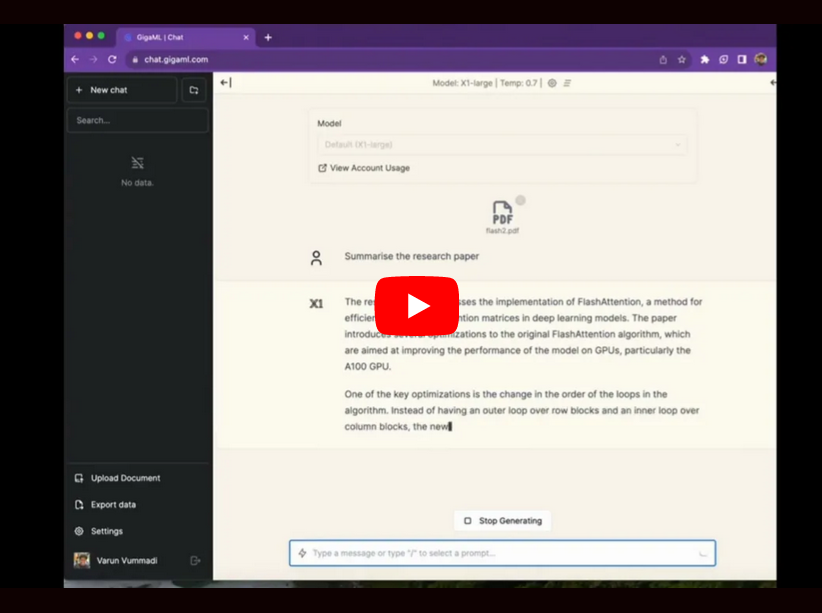 GigaML | Chat
chat.gigaml.com
New chat
Model: X1-large | Temp: 0.7 |
Search...
Model
Default (X1-large)
No data.
View Account Usage
PDF
flash2.pdf
Summarise the research paper
X1
The sses the implementation of FlashAttention, a method for
efficien ntion matrices in deep learning models. The paper
introduces several optimizations to the original FlashAttention algorithm, which
are aimed at improving the performance of the model on GPUs, particularly the
A100 GPU.
One of the key optimizations is the change in the order of the loops in the
algorithm. Instead of having an outer loop over row blocks and an inner loop over
column blocks, the new
Upload Document
Export data
Stop Generating
Settings
Type a message or type "/" to select a prompt...
Varun Vummadi